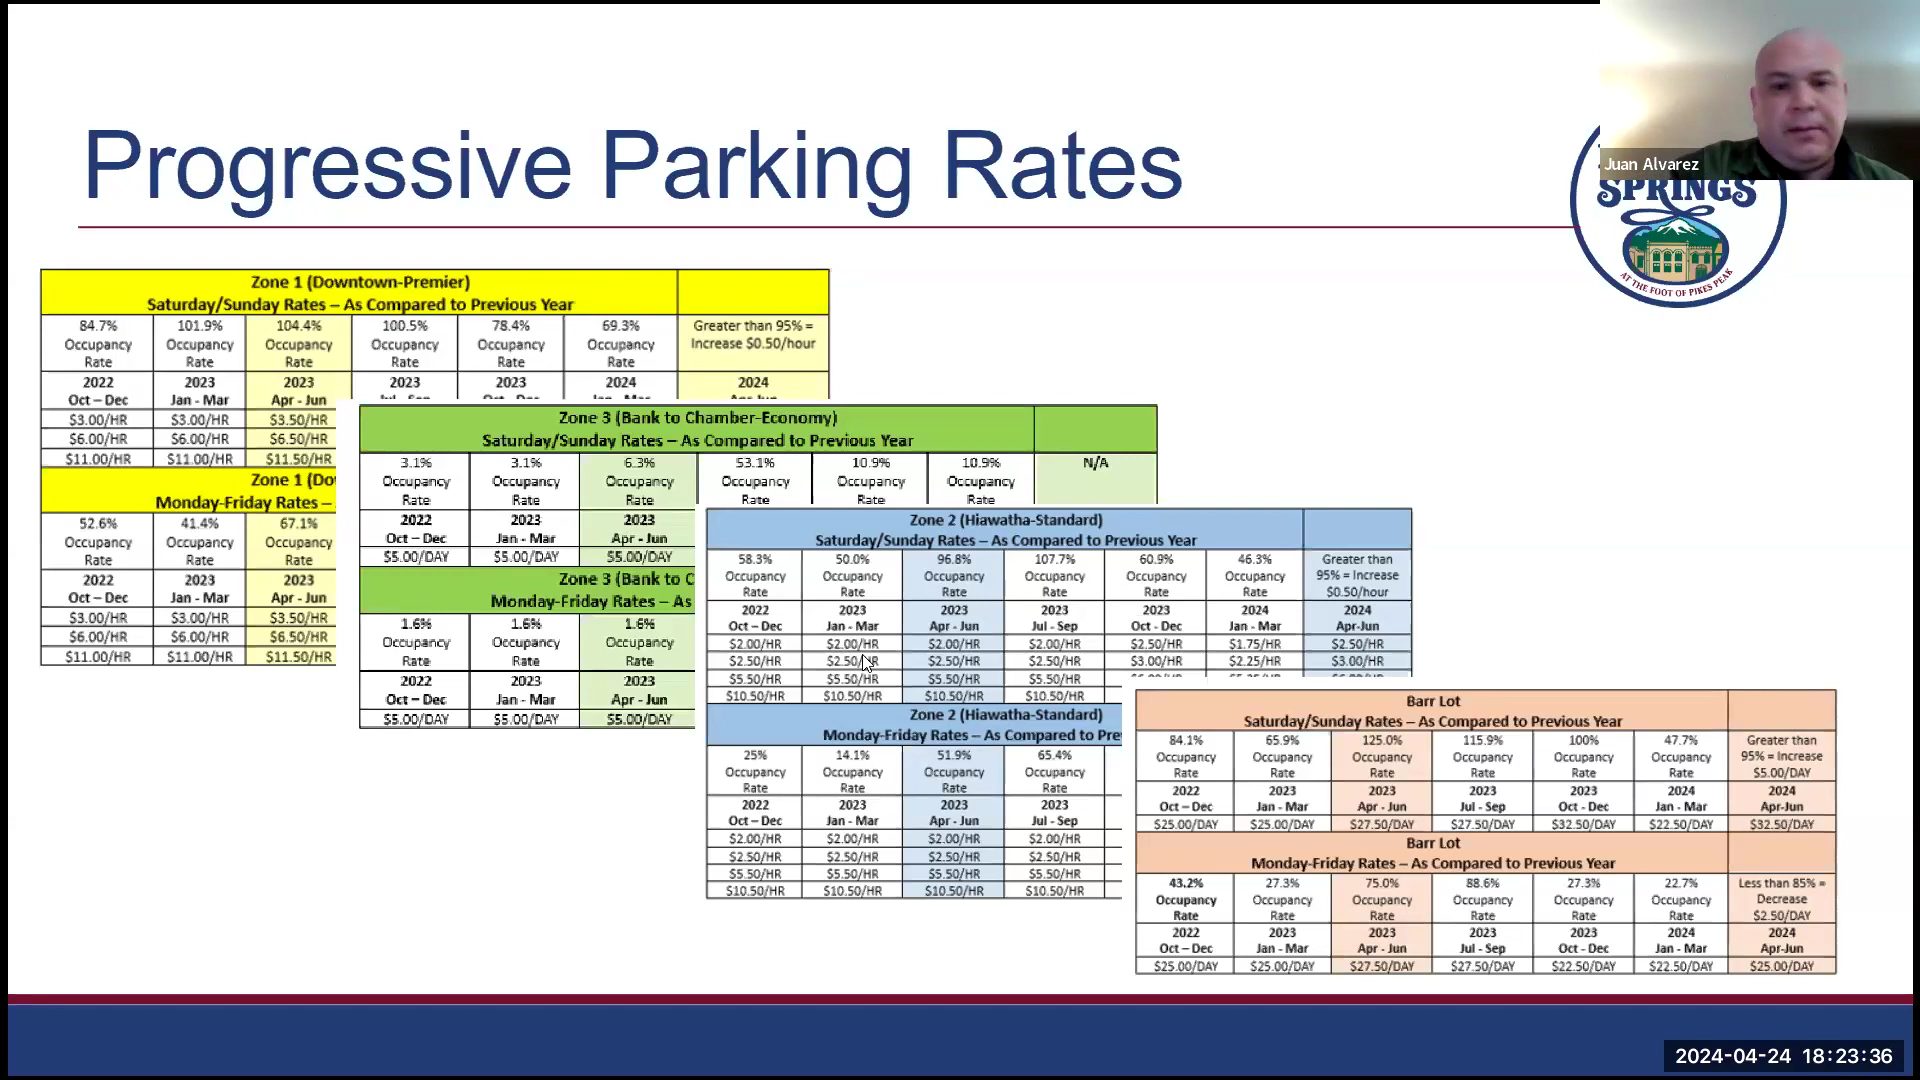 Progressive Parking Rates
Juan Alvarez
SPRINGS
AT THE FOOT OF PIKES PEAK
Zone 1 (Downtown-Premier)
Saturday/Sunday Rates – As Compared to Previous Year
84.7% 101.9% 104.4% 100.5% 78.4% 69.3% Greater than 95% =
Occupancy Occupancy Occupancy Occupancy Occupancy Occupancy Increase $0.50/hour
Rate Rate Rate Rate Rate Rate
2022 2023 2023 2023 2023 2024 2024
Oct – Dec Jan - Mar Apr - Jun
$3.00/HR $3.00/HR $3.50/HR
$6.00/HR $6.00/HR $6.50/HR
$11.00/HR $11.00/HR $11.50/HR
Zone 1 (Do
Monday-Friday Rates –
52.6% 41.4% 67.1%
Occupancy Occupancy Occupancy
Rate Rate Rate
2022 2023 2023
Oct – Dec Jan - Mar Apr - Jun
$3.00/HR $3.00/HR $3.50/HR
$6.00/HR $6.00/HR $6.50/HR
$11.00/HR $11.00/HR $11.50/HR
Zone 3 (Bank to Chamber-Economy)
Saturday/Sunday Rates – As Compared to Previous Year
3.1% 3.1% 6.3% 53.1% 10.9% 10.9% N/A
Occupancy Occupancy Occupancy Occupancy Occupancy Occupancy
Rate Rate Rate Rate Rate Rate
2022 2023 2023
Oct – Dec Jan - Mar Apr - Jun
$5.00/DAY $5.00/DAY $5.00/DAY
Zone 3 (Bank to C
Monday-Friday Rates – As
1.6% 1.6% 1.6%
Occupancy Occupancy Occupancy
Rate Rate Rate
2022 2023 2023
Oct – Dec Jan - Mar Apr - Jun
$5.00/DAY $5.00/DAY $5.00/DAY
Zone 2 (Hiawatha-Standard)
Saturday/Sunday Rates – As Compared to Previous Year
58.3% 50.0% 96.8% 107.7% 60.9% 46.3% Greater than
Occupancy Occupancy Occupancy Occupancy Occupancy Occupancy 95% = Increase
Rate Rate Rate Rate Rate Rate $0.50/hour
2022 2023 2023 2023 2023 2024 2024
Oct – Dec Jan - Mar Apr - Jun Jul - Sep Oct - Dec Jan - Mar Apr-Jun
$2.00/HR $2.00/HR $2.00/HR $2.00/HR $2.50/HR $1.75/HR $2.50/HR
$2.50/HR $2.50/HR $2.50/HR $2.50/HR $3.00/HR $2.25/HR $3.00/HR
$5.50/HR $5.50/HR $5.50/HR $5.50/HR
$10.50/HR $10.50/HR $10.50/HR $10.50/HR
Zone 2 (Hiawatha-Standard)
Monday-Friday Rates – As Compared to Pre
25% 14.1% 51.9% 65.4%
Occupancy Occupancy Occupancy Occupancy
Rate Rate Rate Rate
2022 2023 2023 2023
Oct – Dec Jan - Mar Apr - Jun Jul - Sep
$2.00/HR $2.00/HR $2.00/HR $2.00/HR
$2.50/HR $2.50/HR $2.50/HR $2.50/HR
$5.50/HR $5.50/HR $5.50/HR $5.50/HR
$10.50/HR $10.50/HR $10.50/HR $10.50/HR
Barr Lot
Saturday/Sunday Rates – As Compared to Previous Year
84.1% 65.9% 125.0% 115.9% 100% 47.7% Greater than
Occupancy Occupancy Occupancy Occupancy Occupancy Occupancy 95% = Increase
Rate Rate Rate Rate Rate Rate $5.00/DAY
2022 2023 2023 2023 2023 2024 2024
Oct – Dec Jan - Mar Apr - Jun Jul - Sep Oct - Dec Jan - Mar Apr-Jun
$25.00/DAY $25.00/DAY $27.50/DAY $27.50/DAY $32.50/DAY $22.50/DAY $32.50/DAY
Barr Lot
Monday-Friday Rates – As Compared to Previous Year
43.2% 27.3% 75.0% 88.6% 27.3% 22.7% Less than 85% =
Occupancy Occupancy Occupancy Occupancy Occupancy Occupancy Decrease
Rate Rate Rate Rate Rate Rate $2.50/DAY
2022 2023 2023 2023 2023 2024 2024
Oct – Dec Jan - Mar Apr - Jun Jul - Sep Oct - Dec Jan - Mar Apr-Jun
$25.00/DAY $25.00/DAY $27.50/DAY $27.50/DAY $22.50/DAY $22.50/DAY $25.00/DAY
2024-04-24 18:23:36